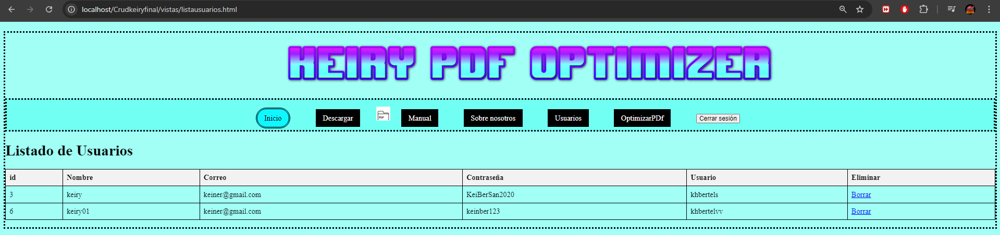 localhost/Crudkeiryfinal/vistas/listausuarios.html
KEIRY PDF OPTIMIZER
Inicio Descargar PDF Manual Sobre nosotros Usuarios OptimizarPDf Cerrar sesión
Listado de Usuarios
id Nombre Correo Contraseña Usuario Eliminar
3 keiry keiner@gmail.com KeiBerSan2020 khbertels Borrar
6 keiry01 keiner@gmail.com keinber123 khbertelvv Borrar